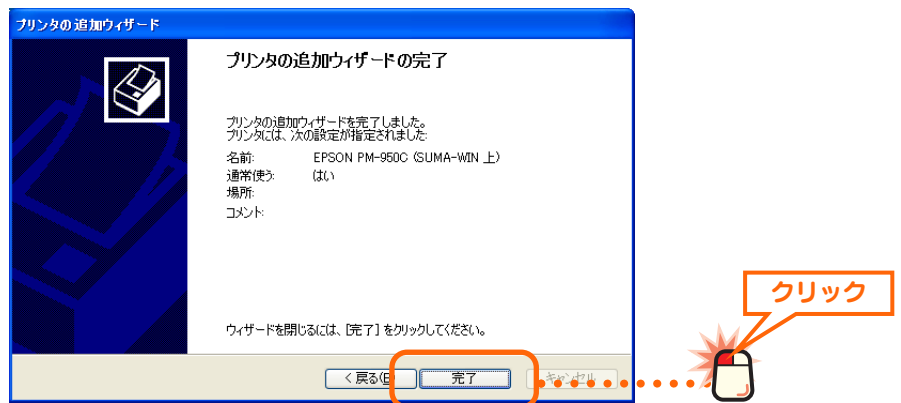 プリンタの追加ウィザード
プリンタの追加ウィザードの完了
プリンタの追加ウィザードを完了しました。
プリンタには、次の設定が指定されました:
名前: EPSON PM-950C (SUMA-WIN 上)
通常使う: はい
場所:
コメント:
クリック
ウィザードを閉じるには、[完了] をクリックしてください。
< 戻る(B 完了 キャンセル